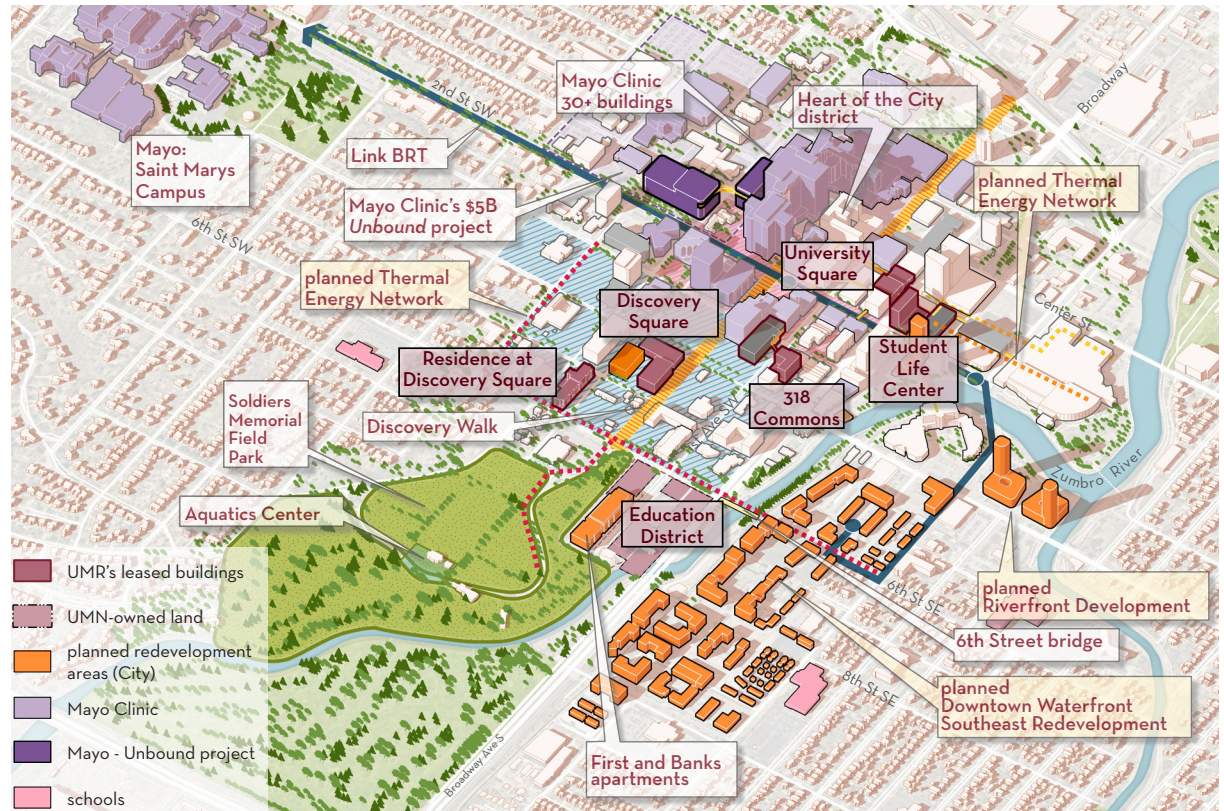 Mayo Clinic
30+ buildings
Broadway
Heart of the City
district
2nd St SW
Mayo:
Saint Marys
Campus
Link BRT
planned Thermal
Energy Network
Mayo Clinic's $5B
Unbound project
6th St SW
University
Square
planned Thermal
Energy Network
Discovery
Square
Center St
Residence at
Discovery Square
Student
Life
Center
318
Commons
Soldiers
Memorial
Field
Park
Discovery Walk
1st Ave SW
Zumbro River
Aquatics Center
Education
District
UMR's leased buildings
UMN-owned land
planned redevelopment
areas (City)
Mayo Clinic
Mayo - Unbound project
schools
planned
Riverfront Development
6th St SE
6th Street bridge
8th St SE
planned
Downtown Waterfront
Southeast Redevelopment
First and Banks
apartments
Broadway Ave S